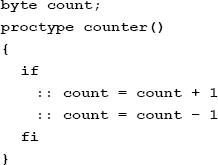 byte count;
proctype counter()
{
  if
    :: count = count + 1
    :: count = count − 1
  fi
}